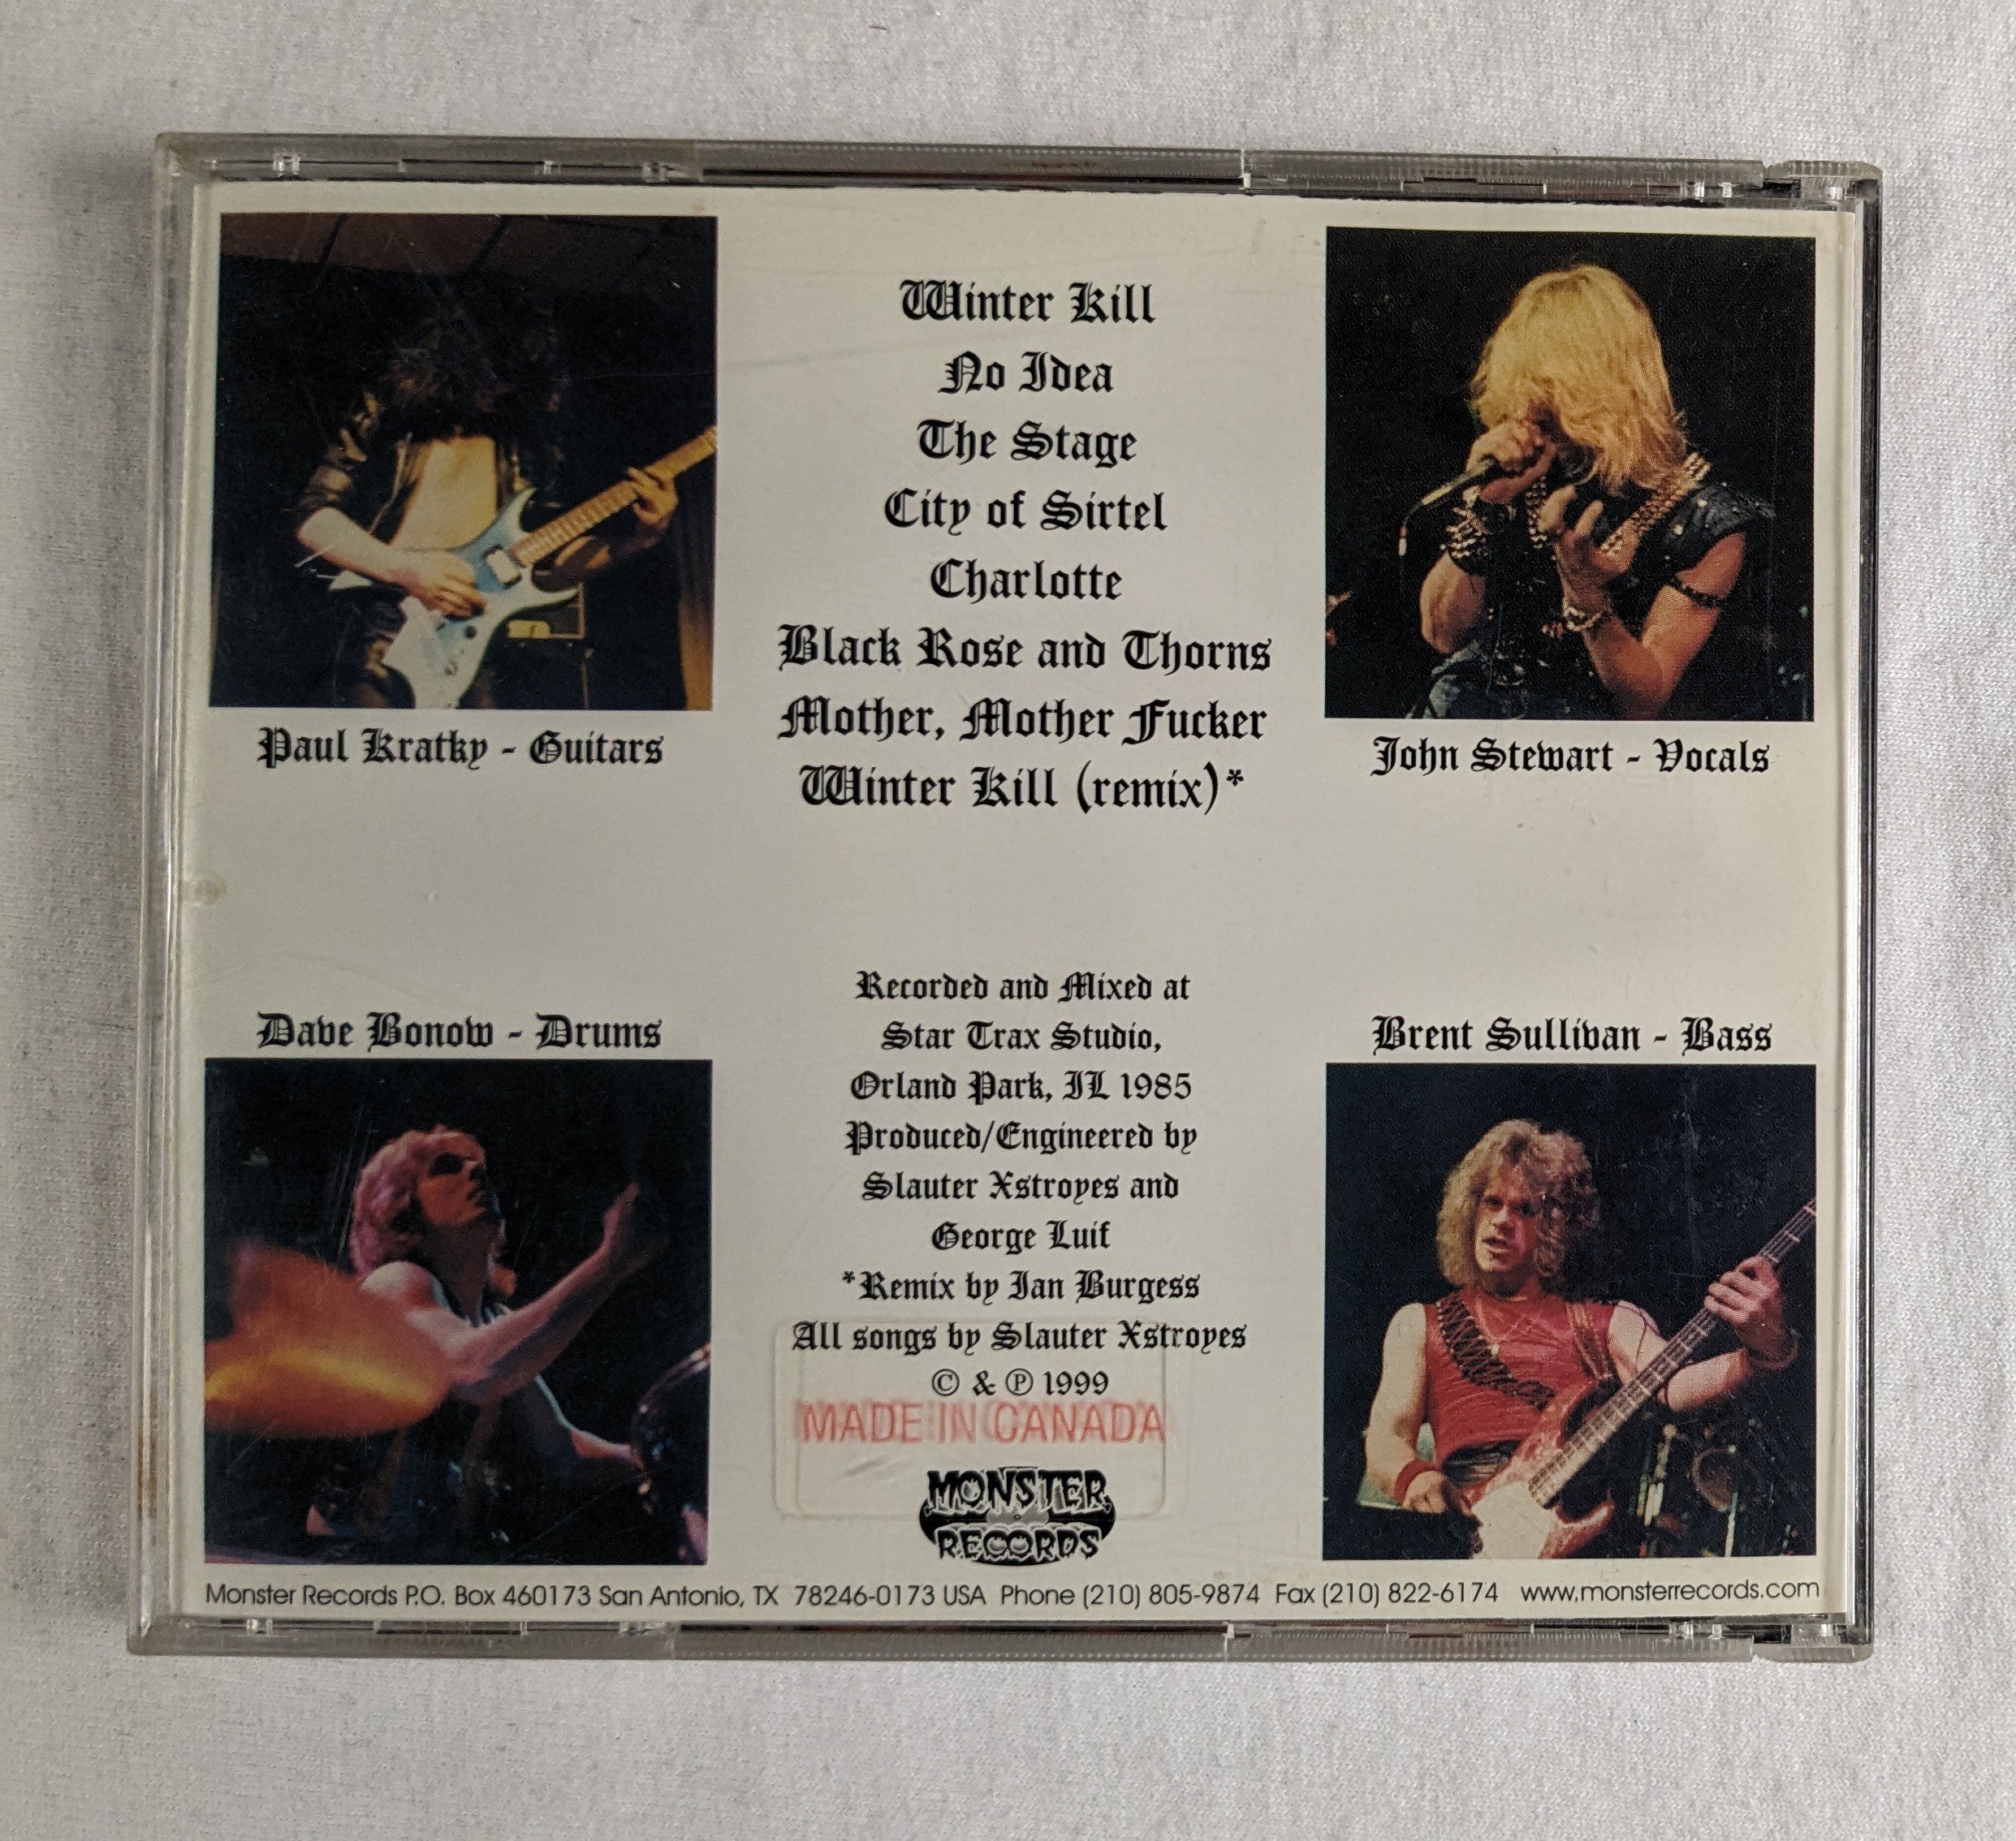 Winter Kill
No Idea
The Stage
City of Sirtel
Charlotte
Black Rose and Thorns
Mother, Mother Fucker
Winter Kill (remix)*
Paul Kratky - Guitars
John Stewart - Vocals
Dave Bonow - Drums
Brent Sullivan - Bass
Recorded and Mixed at
Star Trax Studio,
Orland Park, IL 1985
Produced/Engineered by
Slauter Xstroyes and
George Luif
*Remix by Ian Burgess
All songs by Slauter Xstroyes
© & ℗ 1999
MADE IN CANADA
MONSTER
RECORDS
Monster Records P.O. Box 460173 San Antonio, TX 78246-0173 USA Phone (210) 805-9874 Fax (210) 822-6174 www.monsterrecords.com